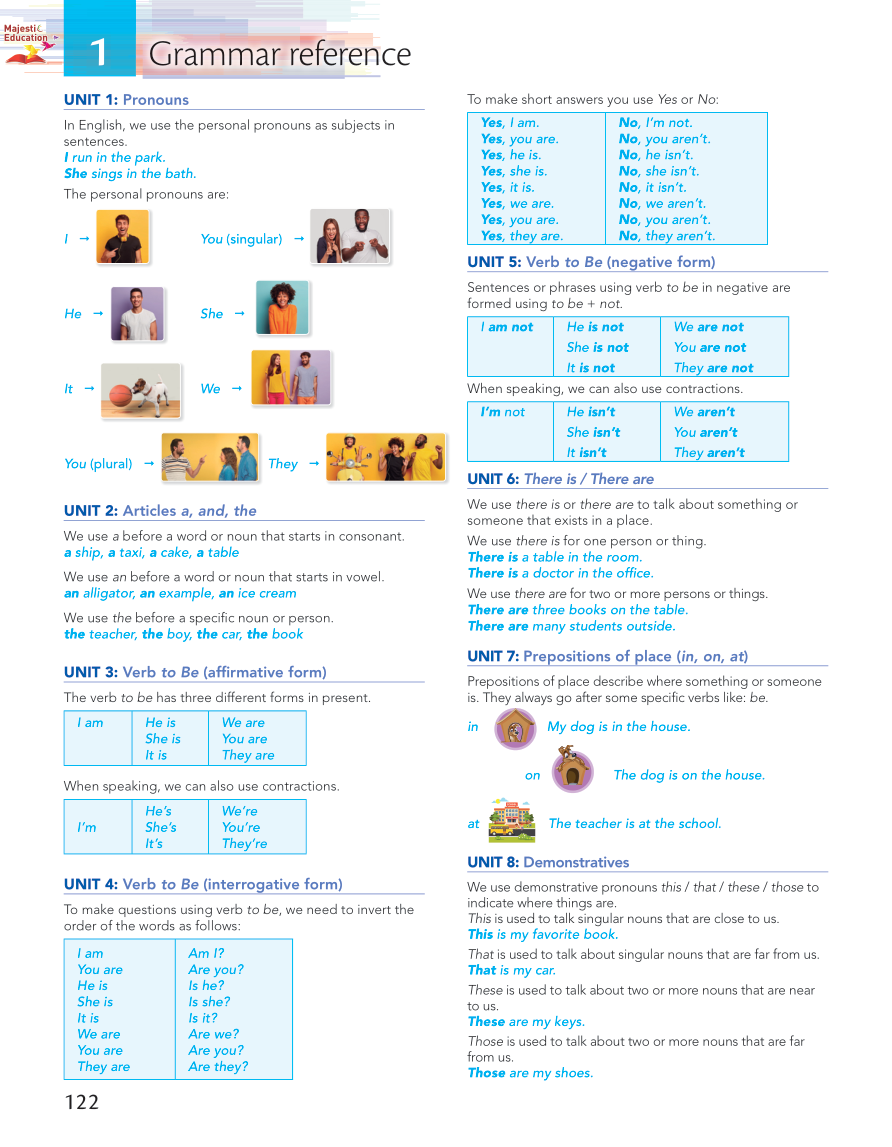 Majesti
Education
1
Grammar reference
UNIT 1: Pronouns
In English, we use the personal pronouns as subjects in
sentences.
I run in the park.
She sings in the bath.
The personal pronouns are:
I →
You (singular) →
He →
She →
It →
We →
You (plural) →
They →
UNIT 2: Articles a, and, the
We use a before a word or noun that starts in consonant.
a ship, a taxi, a cake, a table
We use an before a word or noun that starts in vowel.
an alligator, an example, an ice cream
We use the before a specific noun or person.
the teacher, the boy, the car, the book
UNIT 3: Verb to Be (affirmative form)
The verb to be has three different forms in present.
I am He is We are
She is You are
It is They are
When speaking, we can also use contractions.
He's We're
I'm She's You're
It's They're
UNIT 4: Verb to Be (interrogative form)
To make questions using verb to be, we need to invert the
order of the words as follows:
I am Am I?
You are Are you?
He is Is he?
She is Is she?
It is Is it?
We are Are we?
You are Are you?
They are Are they?
122
To make short answers you use Yes or No:
Yes, I am. No, I'm not.
Yes, you are. No, you aren't.
Yes, he is. No, he isn't.
Yes, she is. No, she isn't.
Yes, it is. No, it isn't.
Yes, we are. No, we aren't.
Yes, you are. No, you aren't.
Yes, they are. No, they aren't.
UNIT 5: Verb to Be (negative form)
Sentences or phrases using verb to be in negative are
formed using to be + not.
I am not He is not We are not
She is not You are not
It is not They are not
When speaking, we can also use contractions.
I'm not He isn't We aren't
She isn't You aren't
It isn't They aren't
UNIT 6: There is / There are
We use there is or there are to talk about something or
someone that exists in a place.
We use there is for one person or thing.
There is a table in the room.
There is a doctor in the office.
We use there are for two or more persons or things.
There are three books on the table.
There are many students outside.
UNIT 7: Prepositions of place (in, on, at)
Prepositions of place describe where something or someone
is. They always go after some specific verbs like: be.
in My dog is in the house.
on The dog is on the house.
at The teacher is at the school.
UNIT 8: Demonstratives
We use demonstrative pronouns this / that / these / those to
indicate where things are.
This is used to talk singular nouns that are close to us.
This is my favorite book.
That is used to talk about singular nouns that are far from us.
That is my car.
These is used to talk about two or more nouns that are near
to us.
These are my keys.
Those is used to talk about two or more nouns that are far
from us.
Those are my shoes.